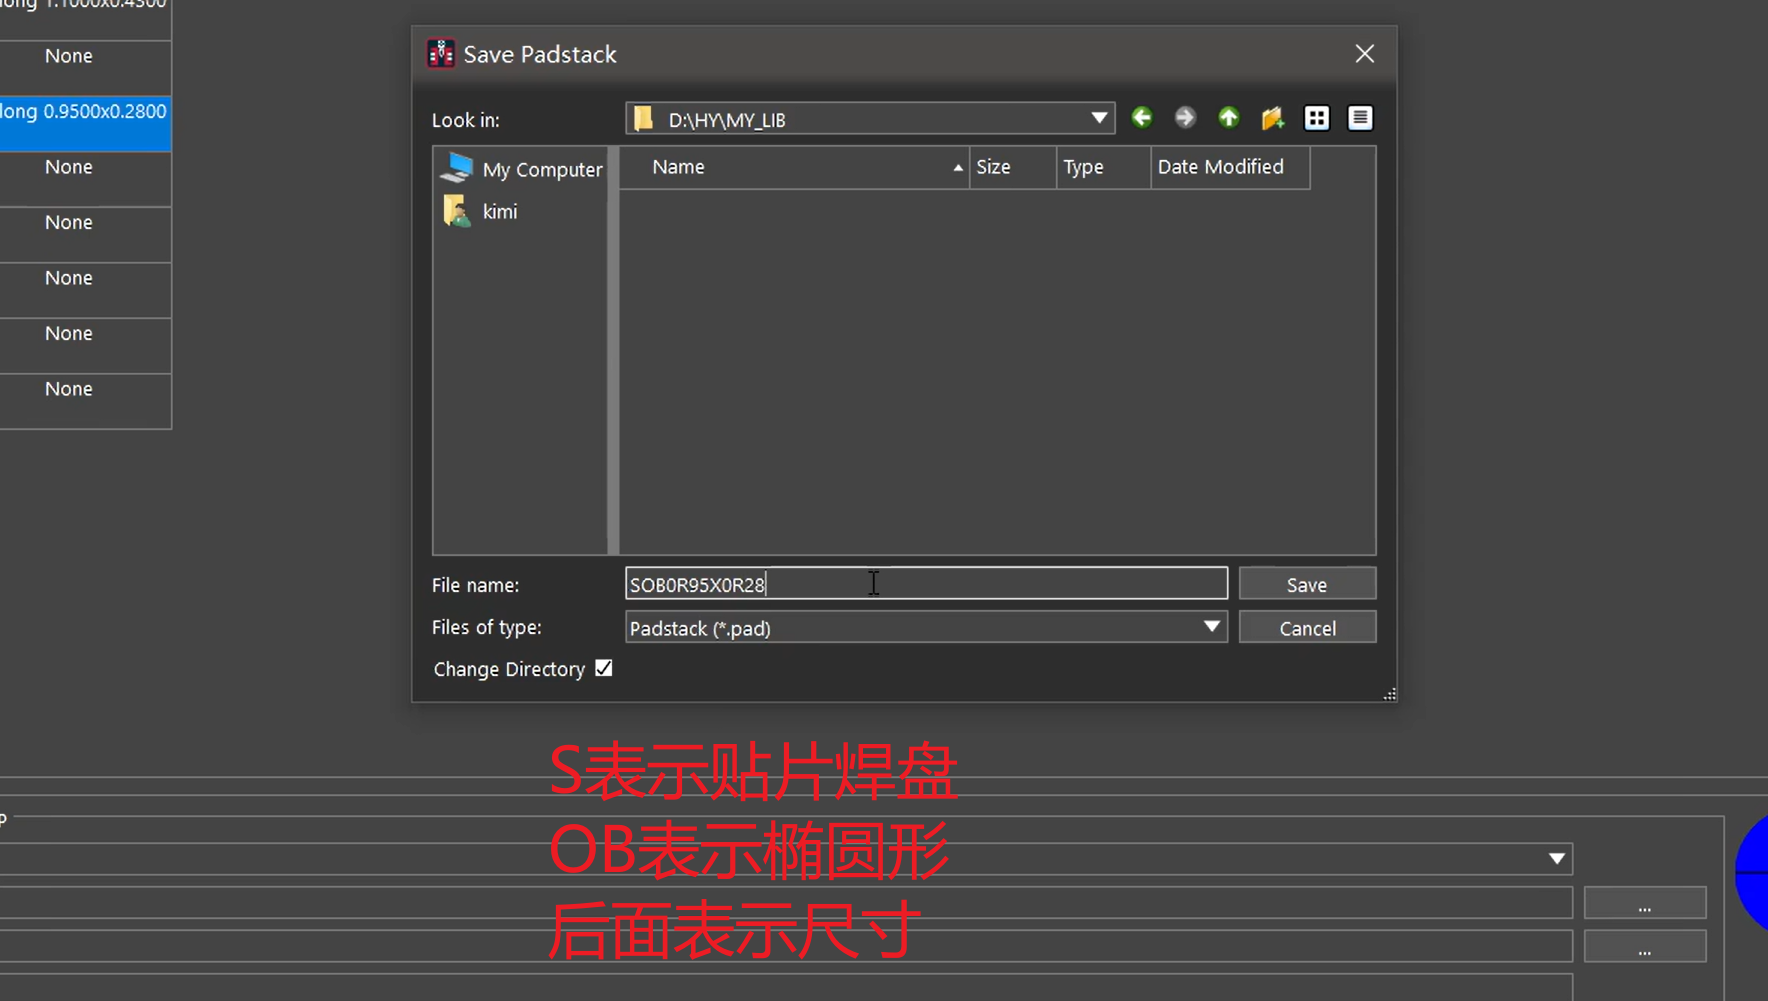 long 1.1000x0.4300
None
long 0.9500x0.2800
None
None
None
None
None
Save Padstack
Look in:
D:\HY\MY_LIB
My Computer
kimi
Name
Size
Type
Date Modified
File name:
SOB0R95X0R28
Save
Files of type:
Padstack (*.pad)
Cancel
Change Directory
S表示贴片焊盘
OB表示椭圆形
后面表示尺寸
...
...